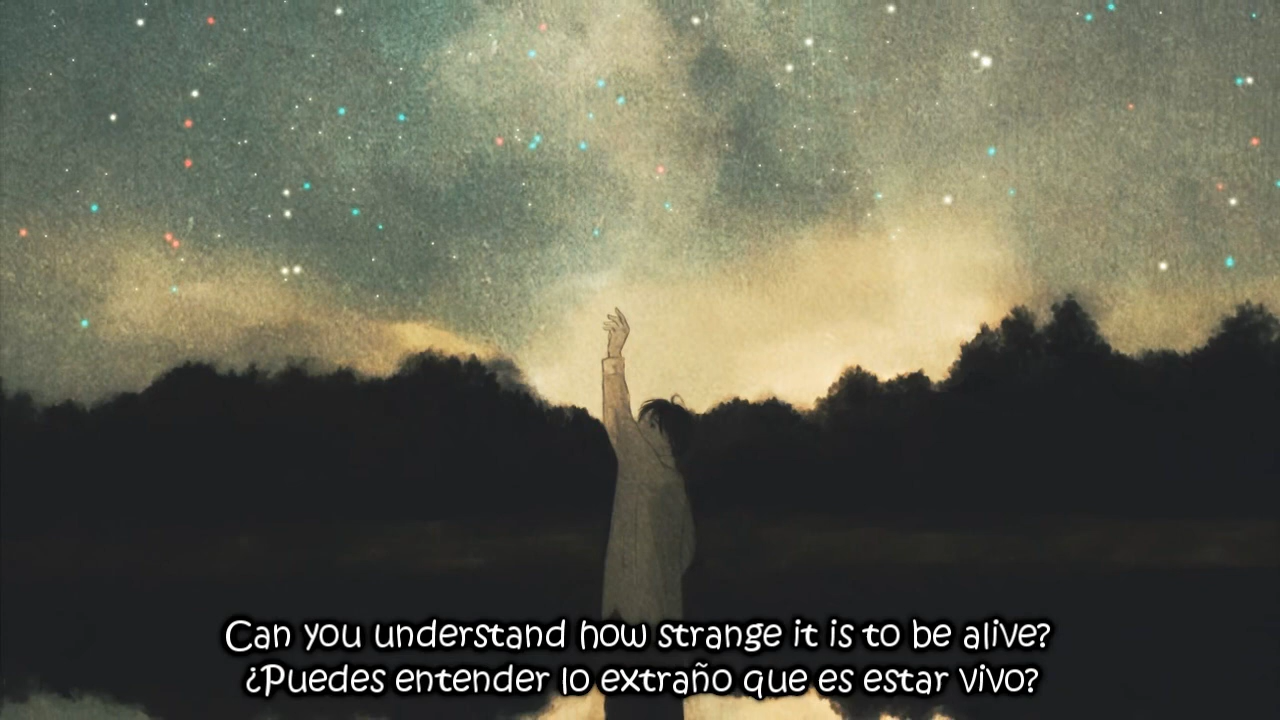 Can you understand how strange it is to be alive?
¿Puedes entender lo extraño que es estar vivo?